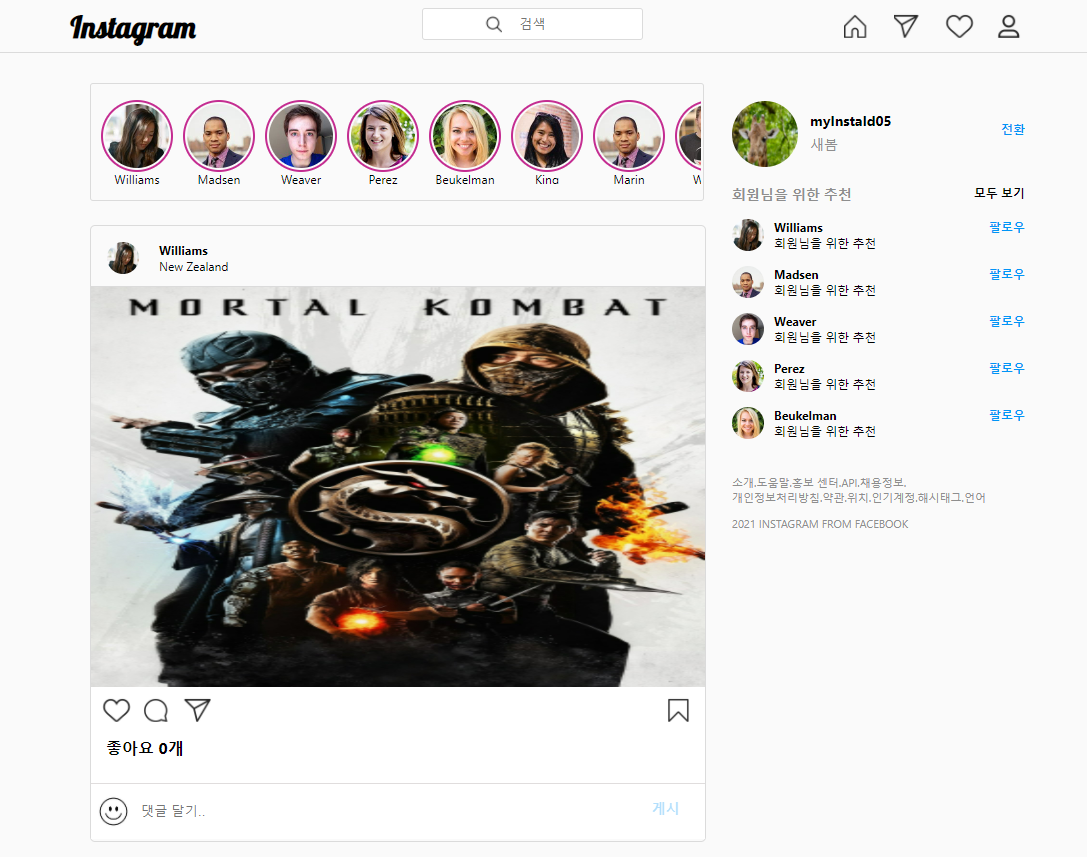 Instagram
검색
Williams
Madsen
Weaver
Perez
Beukelman
King
Marin
W
myInstaId05
새봄
전환
회원님을 위한 추천
모두 보기
Williams
회원님을 위한 추천
팔로우
Madsen
회원님을 위한 추천
팔로우
Weaver
회원님을 위한 추천
팔로우
Perez
회원님을 위한 추천
팔로우
Beukelman
회원님을 위한 추천
팔로우
소개.도움말.홍보 센터.API.채용정보.
개인정보처리방침.약관.위치.인기계정.해시태그.언어
2021 INSTAGRAM FROM FACEBOOK
Williams
New Zealand
MORTAL KOMBAT
좋아요 0개
댓글 달기..
게시